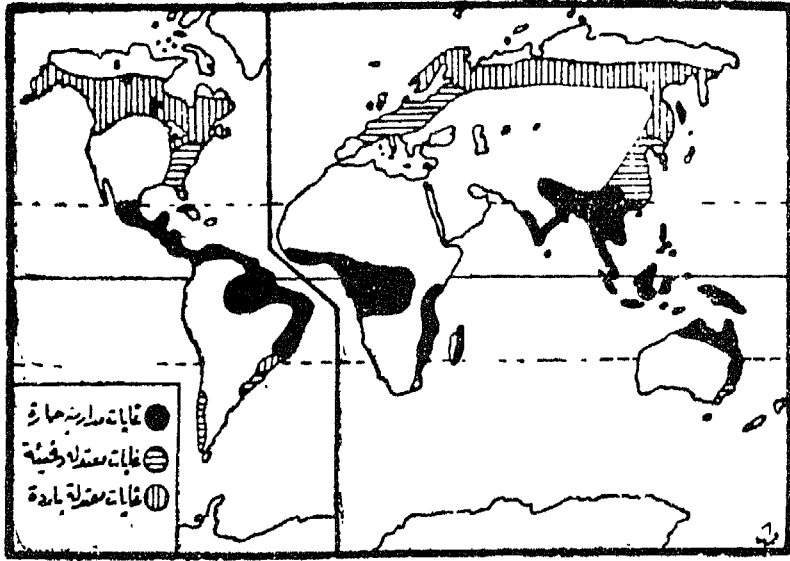 غابات مدارية حارة
غابات معتدلة دفيئة
غابات معتدلة باردة